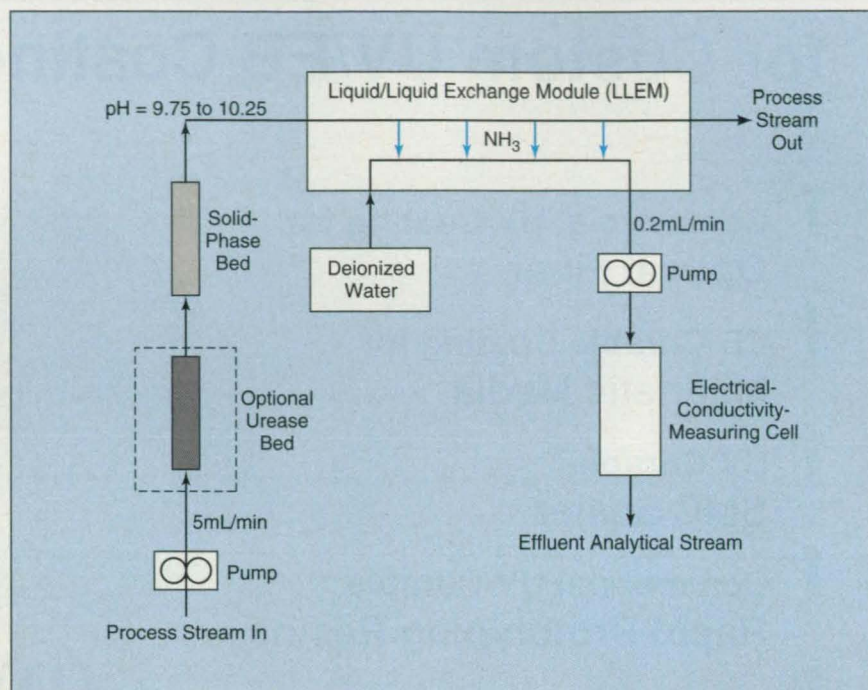 Liquid/Liquid Exchange Module (LLEM)
pH = 9.75 to 10.25
Process
Stream
Out
NH₃
Solid-
Phase
Bed
0.2mL/min
Deionized
Water
Pump
Optional
Urease
Bed
Electrical-
Conductivity-
Measuring Cell
5mL/min
Effluent Analytical Stream
Pump
Process Stream In